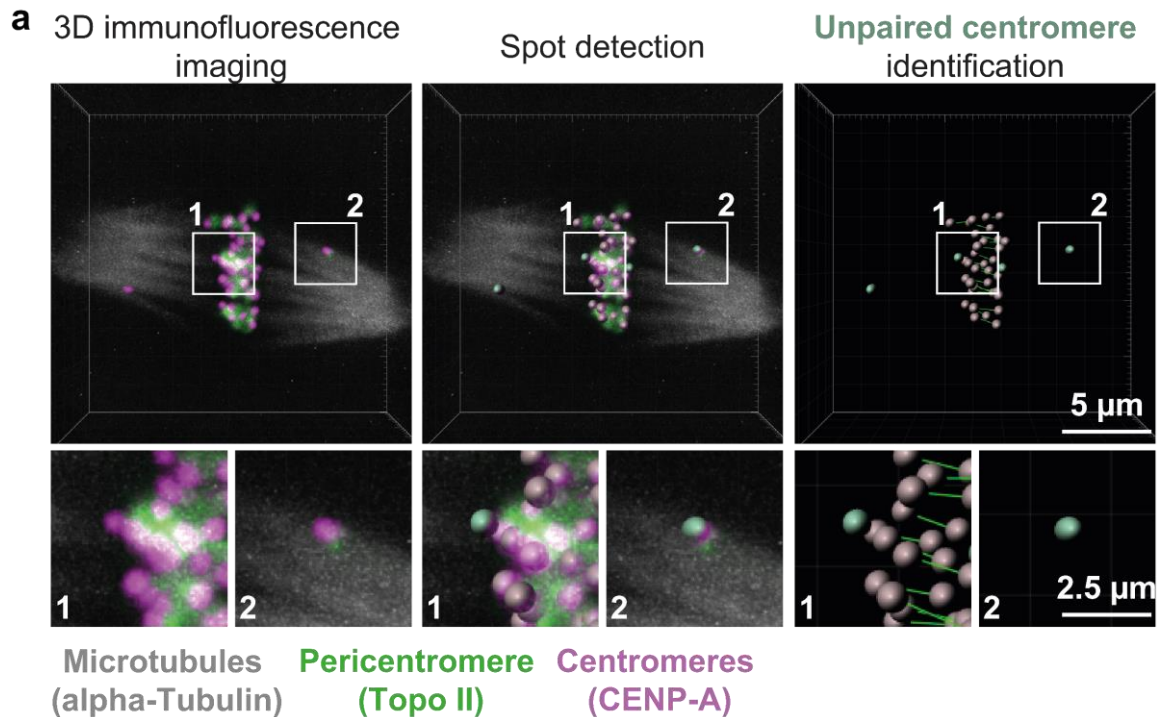 a
3D immunofluorescence
imaging
Spot detection
Unpaired centromere
identification
1
2
1
2
1
2
5 µm
1
2
1
2
1
2
2.5 µm
Microtubules
(alpha-Tubulin)
Pericentromere
(Topo II)
Centromeres
(CENP-A)